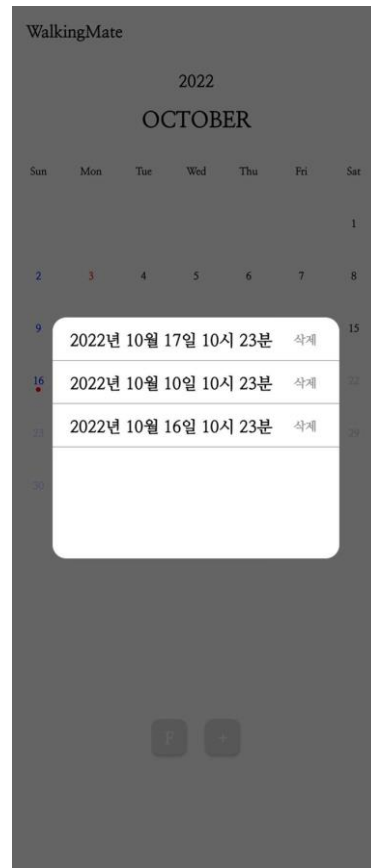 WalkingMate
2022
OCTOBER
Sun Mon Tue Wed Thu Fri Sat
1
2 3 4 5 6 7 8
9 15
2022년 10월 17일 10시 23분 삭제
16 22
2022년 10월 10일 10시 23분 삭제
23 29
2022년 10월 16일 10시 23분 삭제
30
F +